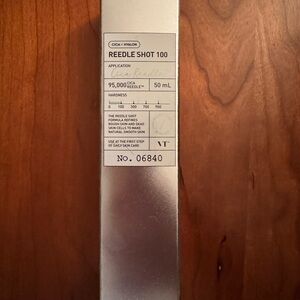 CICA × HYALON
REEDLE SHOT 100
APPLICATION
95,000 CICA REEDLE™ 50 mL
HARDNESS
0 100 300 700 900
THE REEDLE SHOT
FORMULA REFINES
ROUGH SKIN AND DEAD
SKIN CELLS TO MAKE
NATURAL SMOOTH SKIN
USE AT THE FIRST STEP
OF DAILY SKIN CARE
VT
No. 06840